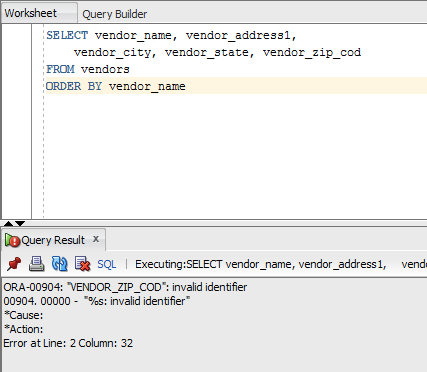 Worksheet Query Builder
SELECT vendor_name, vendor_address1,
vendor_city, vendor_state, vendor_zip_cod
FROM vendors
ORDER BY vendor_name
Query Result x
SQL | Executing:SELECT vendor_name, vendor_address1, vend
ORA-00904: "VENDOR_ZIP_COD": invalid identifier
00904. 00000 - "%s: invalid identifier"
*Cause:
*Action:
Error at Line: 2 Column: 32